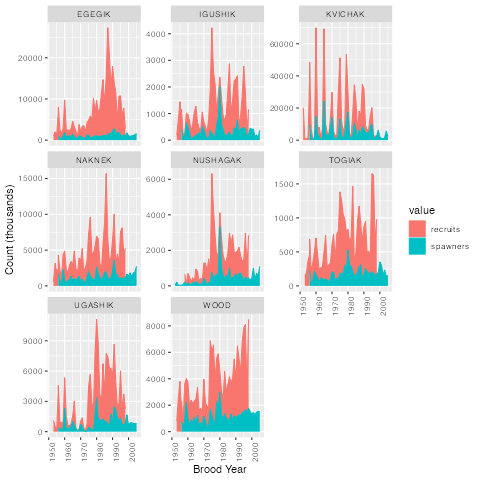 EGEGIK IGUSHIK KVICHAK
20000 4000 60000
3000 40000
10000 2000
1000 20000
0 0 0
NAKNEK NUSHAGAK TOGIAK
15000 6000 1500
10000 4000 1000
5000 2000 500
0 0 0
1950 1960 1970 1980 1990 2000
UGASHIK WOOD
9000 8000
6000 6000
4000
3000 2000
0 0
1950 1960 1970 1980 1990 2000 1950 1960 1970 1980 1990 2000
Brood Year
Count (thousands)
value
recruits
spawners